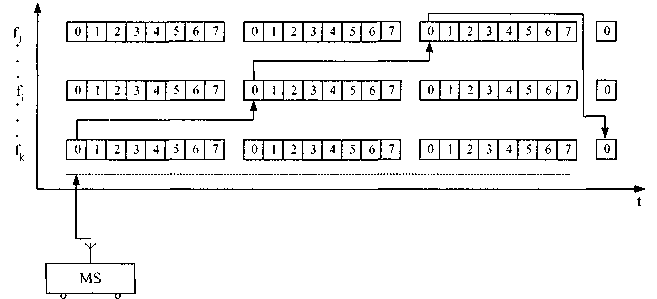 fj 0 1 2 3 4 5 6 7 0 1 2 3 4 5 6 7 0 1 2 3 4 5 6 7 0
fi 0 1 2 3 4 5 6 7 0 1 2 3 4 5 6 7 0 1 2 3 4 5 6 7
fk 0 1 2 3 4 5 6 7 0 1 2 3 4 5 6 7 0 1 2 3 4 5 6 7 0
t
MS